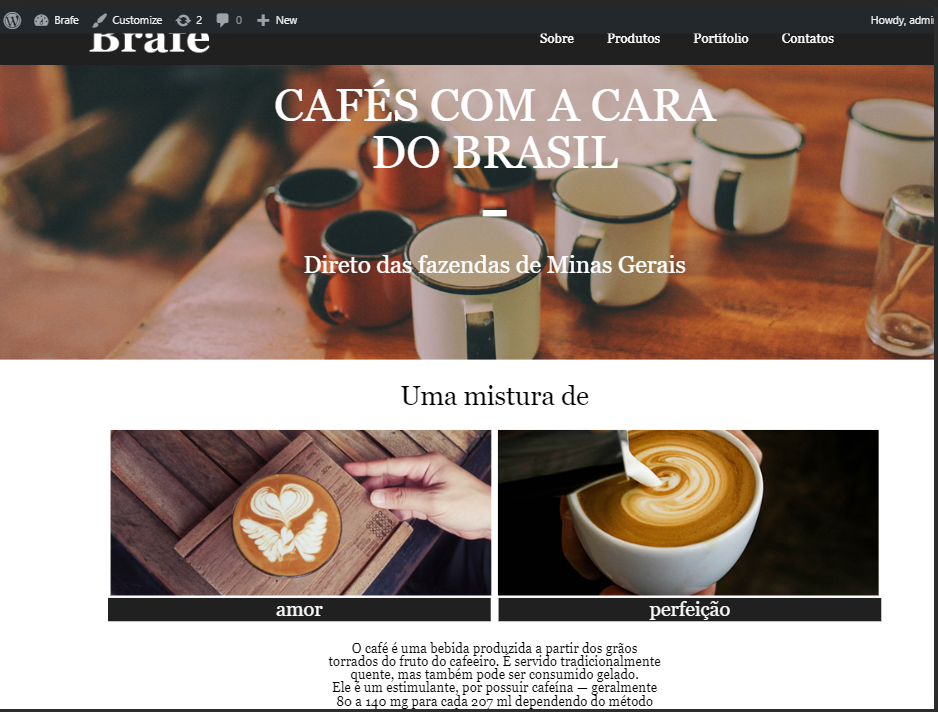 Brafe Customize 2 0 New Howdy, admi
Brafe
Sobre Produtos Portifolio Contatos
CAFÉS COM A CARA
DO BRASIL
Direto das fazendas de Minas Gerais
Uma mistura de
amor
perfeição
O café é uma bebida produzida a partir dos grãos
torrados do fruto do cafeeiro. É servido tradicionalmente
quente, mas também pode ser consumido gelado.
Ele é um estimulante, por possuir cafeína — geralmente
80 a 140 mg para cada 207 ml dependendo do método